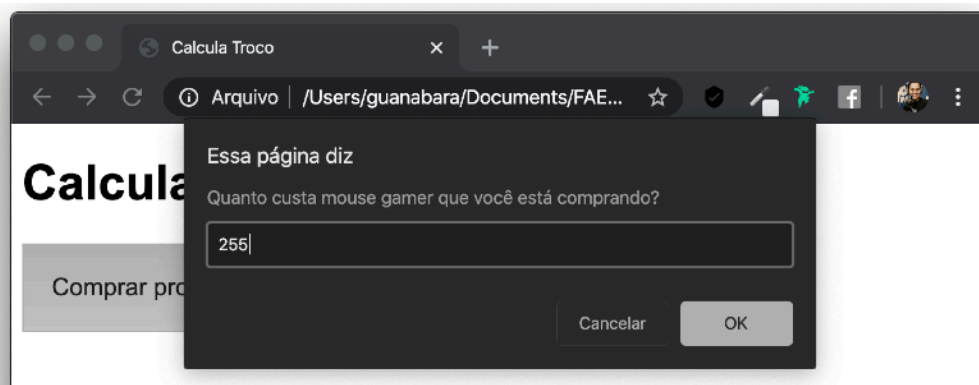 Calcula Troco
Arquivo | /Users/guanabara/Documents/FAE...
Essa página diz
Calcula
Quanto custa mouse gamer que você está comprando?
255
Comprar pro
Cancelar
OK